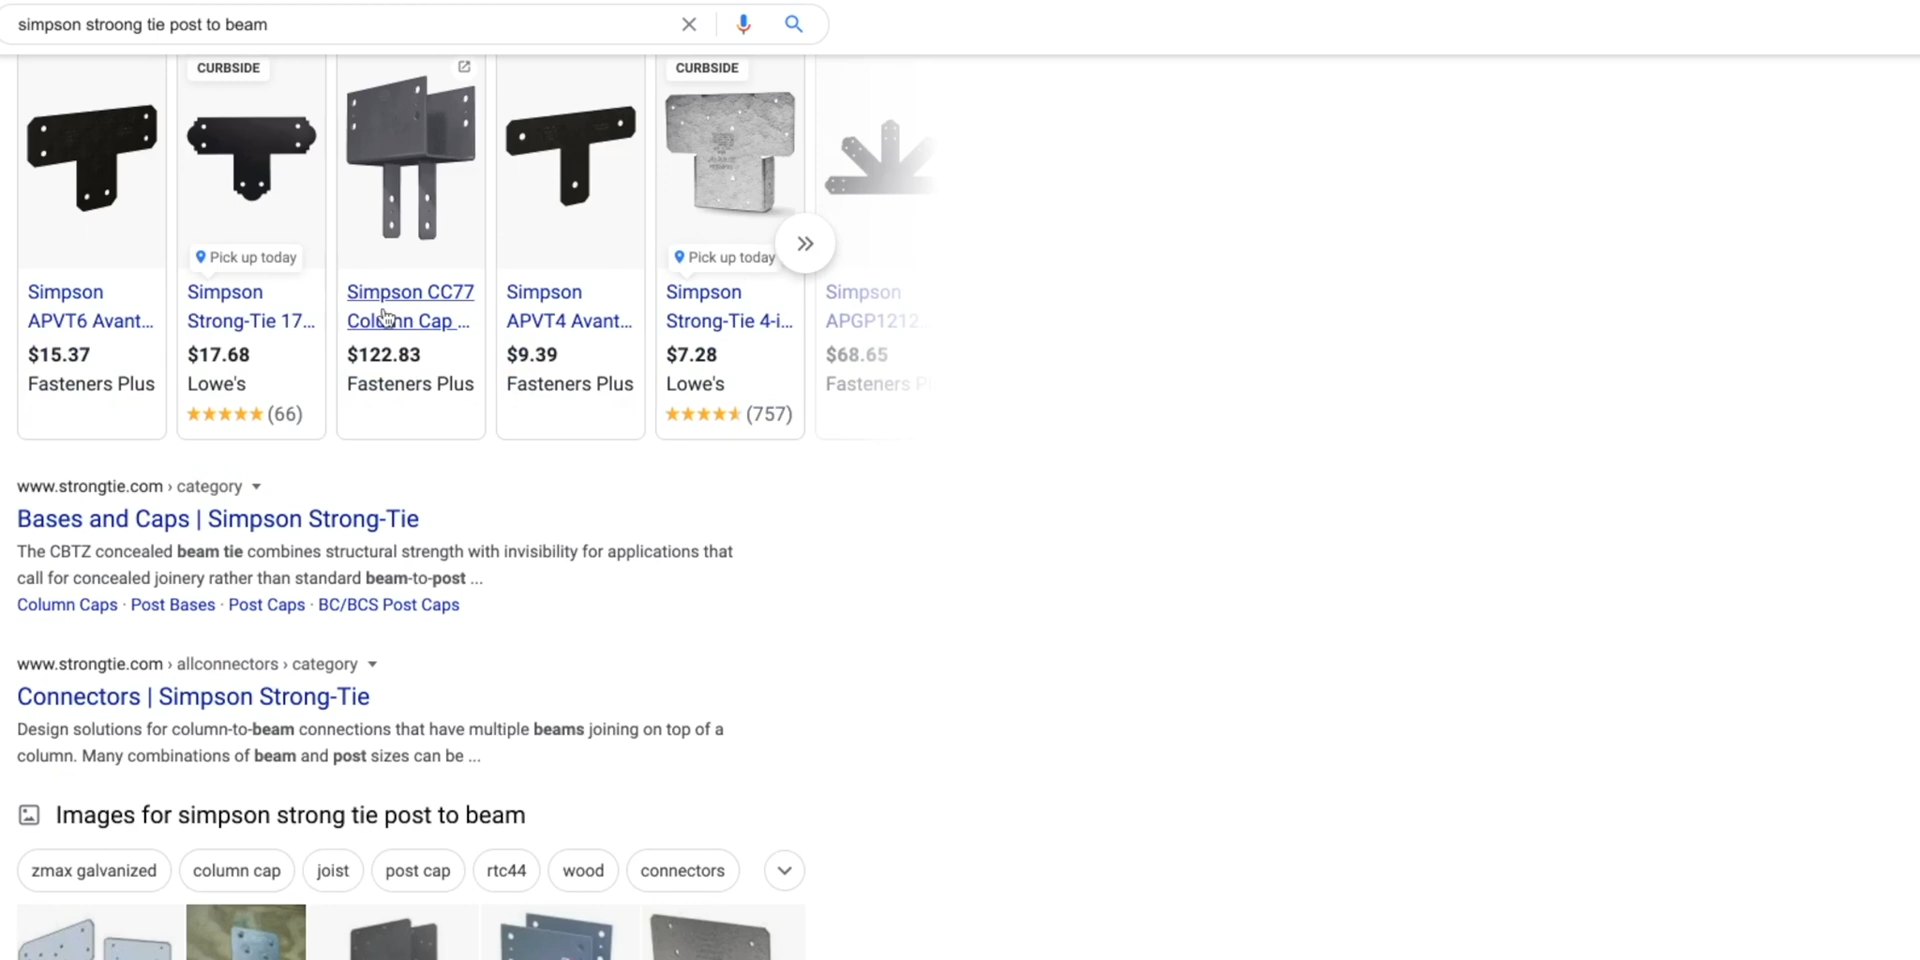 simpson stroong tie post to beam
CURBSIDE
CURBSIDE
Pick up today
Pick up today
Simpson
APVT6 Avant...
$15.37
Fasteners Plus
Simpson
Strong-Tie 17...
$17.68
Lowe's
(66)
Simpson CC77
Column Cap ...
$122.83
Fasteners Plus
Simpson
APVT4 Avant...
$9.39
Fasteners Plus
Simpson
Strong-Tie 4-i...
$7.28
Lowe's
(757)
Simpson
APGP1212...
$68.65
Fasteners
www.strongtie.com › category
Bases and Caps | Simpson Strong-Tie
The CBTZ concealed beam tie combines structural strength with invisibility for applications that
call for concealed joinery rather than standard beam-to-post ...
Column Caps · Post Bases · Post Caps · BC/BCS Post Caps
www.strongtie.com › allconnectors › category
Connectors | Simpson Strong-Tie
Design solutions for column-to-beam connections that have multiple beams joining on top of a
column. Many combinations of beam and post sizes can be ...
Images for simpson strong tie post to beam
zmax galvanized
column cap
joist
post cap
rtc44
wood
connectors